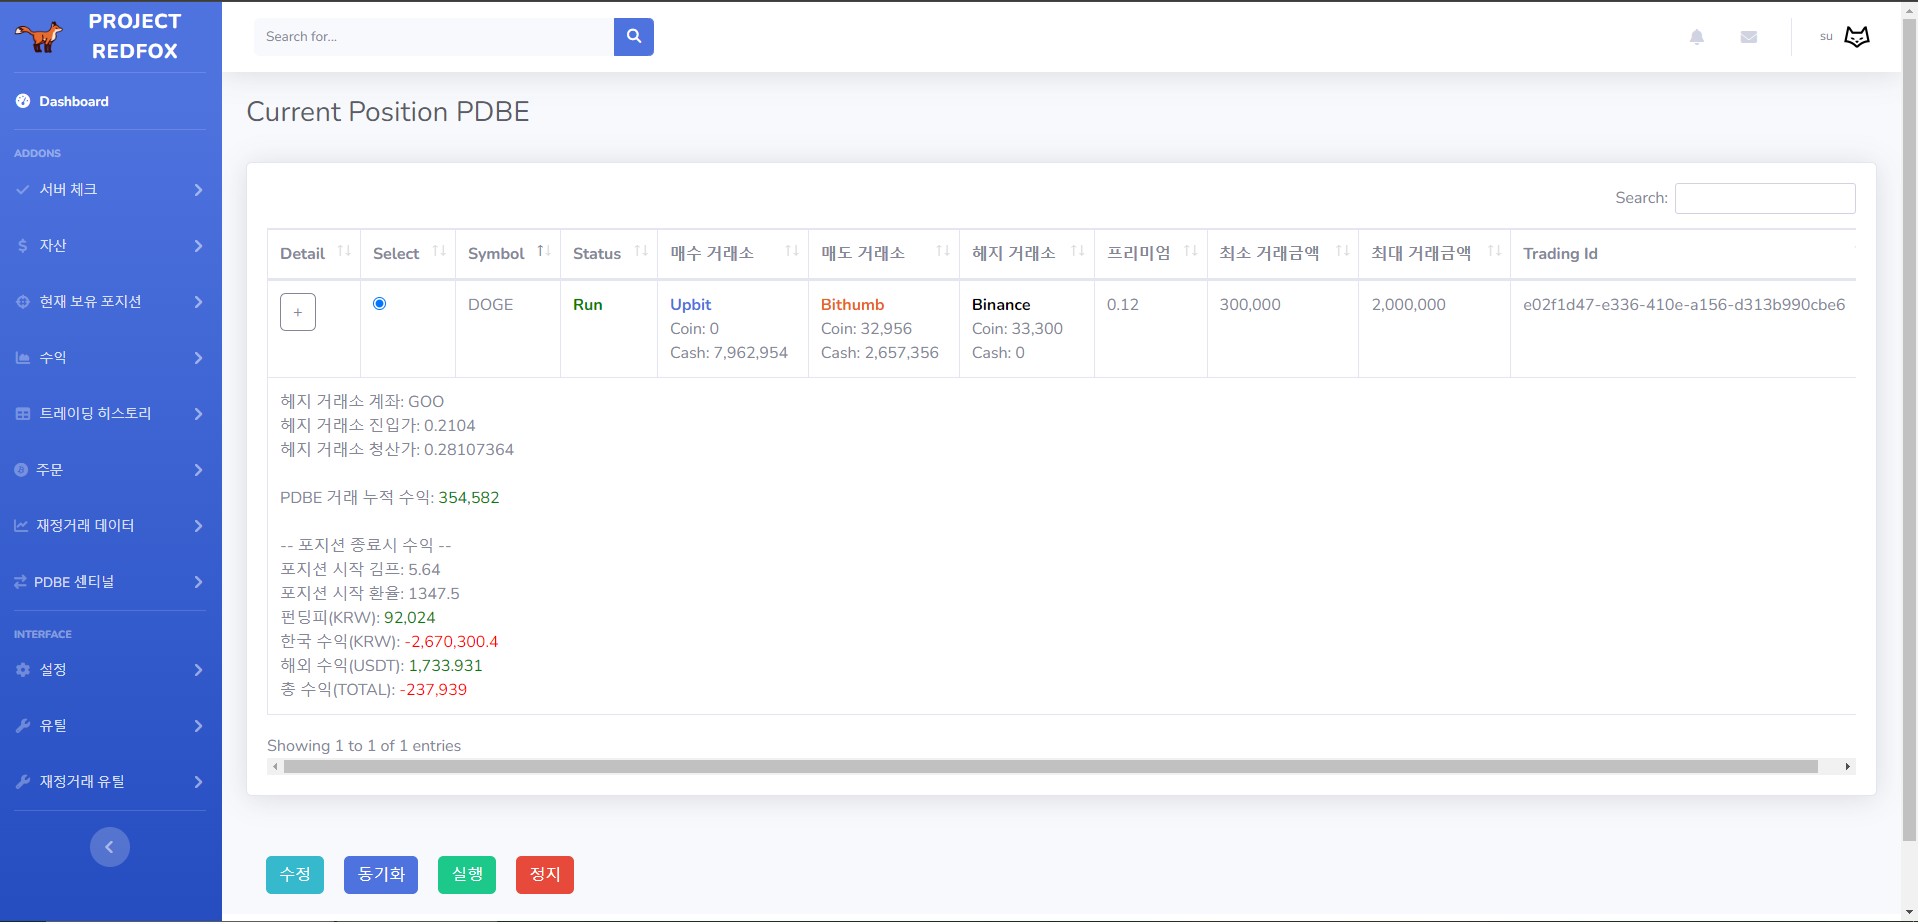 PROJECT
REDFOX
Search for...
su
Dashboard
ADDONS
서버 체크
자산
현재 보유 포지션
수익
트레이딩 히스토리
주문
재정거래 데이터
PDBE 센티널
INTERFACE
설정
유틸
재정거래 유틸
Current Position PDBE
Search:
Detail Select Symbol Status 매수 거래소 매도 거래소 헤지 거래소 프리미엄 최소 거래금액 최대 거래금액 Trading Id
+ DOGE Run Upbit Bithumb Binance 0.12 300,000 2,000,000 e02f1d47-e336-410e-a156-d313b990cbe6
Coin: 0 Coin: 32,956 Coin: 33,300
Cash: 7,962,954 Cash: 2,657,356 Cash: 0
헤지 거래소 계좌: GOO
헤지 거래소 진입가: 0.2104
헤지 거래소 청산가: 0.28107364
PDBE 거래 누적 수익: 354,582
-- 포지션 종료시 수익 --
포지션 시작 김프: 5.64
포지션 시작 환율: 1347.5
펀딩피(KRW): 92,024
한국 수익(KRW): -2,670,300.4
해외 수익(USDT): 1,733.931
총 수익(TOTAL): -237,939
Showing 1 to 1 of 1 entries
수정 동기화 실행 정지